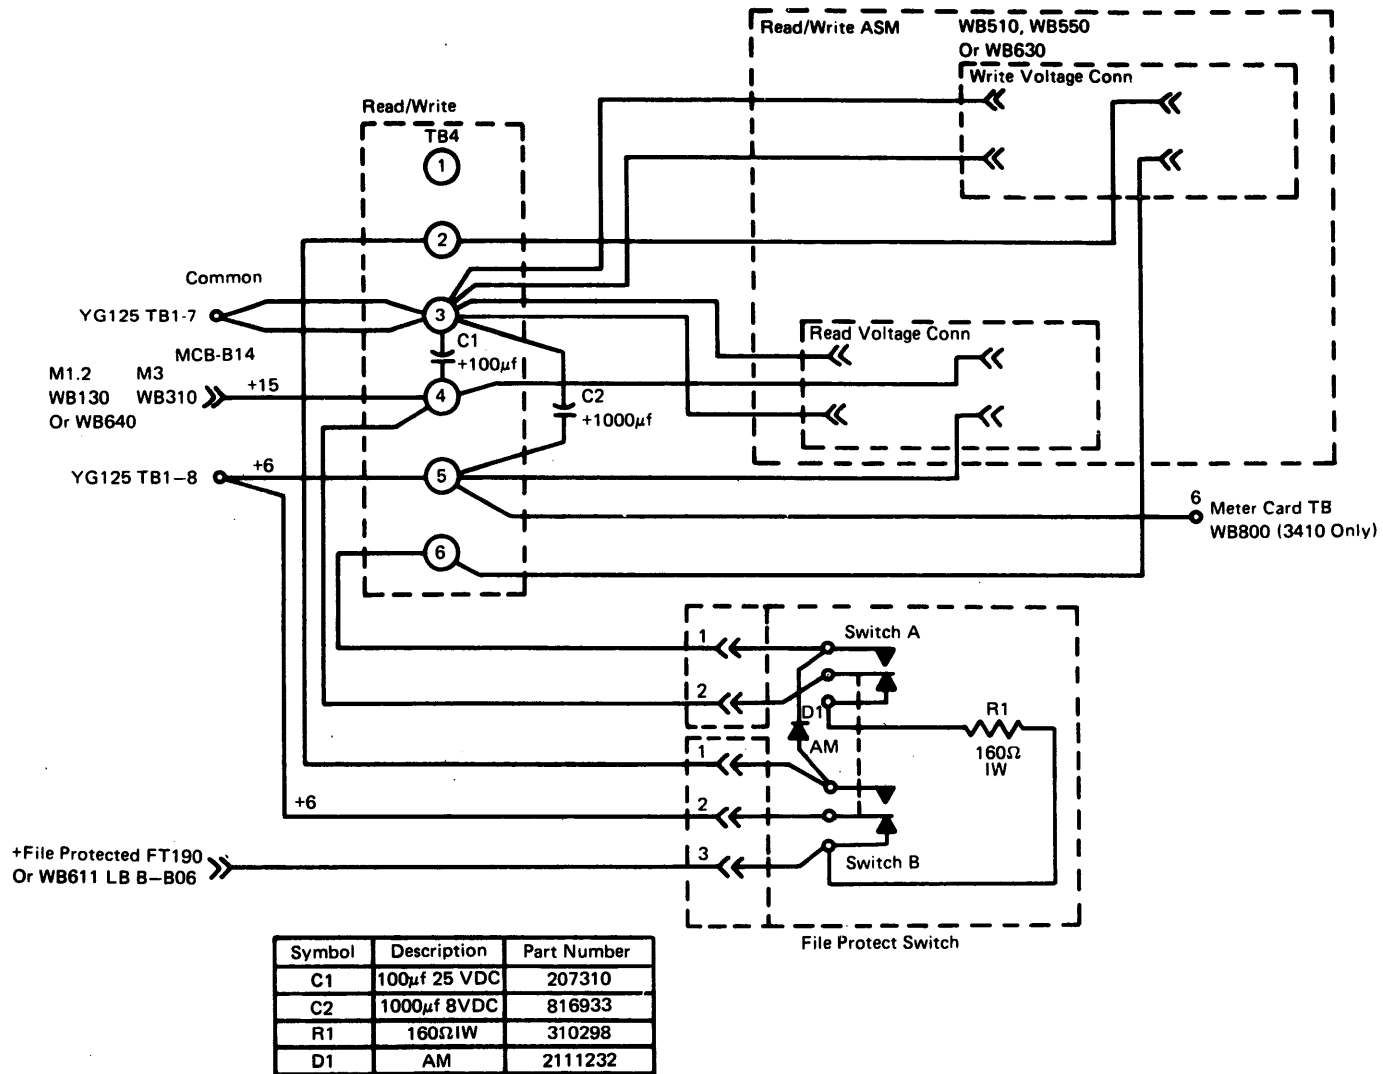 Read/Write ASM
WB510, WB550
Or WB630
Write Voltage Conn
Read/Write
TB4
1
2
Common
YG125 TB1-7
3
C1
+100µf
Read Voltage Conn
MCB-B14
M1.2 M3
WB130 WB310
Or WB640
+15
4
C2
+1000µf
YG125 TB1–8
+6
5
6
Meter Card TB
WB800 (3410 Only)
6
1
Switch A
2
D1
AM
R1
160Ω
IW
1
+6
2
3
Switch B
+File Protected FT190
Or WB611 LB B–B06
File Protect Switch
Symbol Description Part Number
C1 100µf 25 VDC 207310
C2 1000µf 8VDC 816933
R1 160ΩIW 310298
D1 AM 2111232